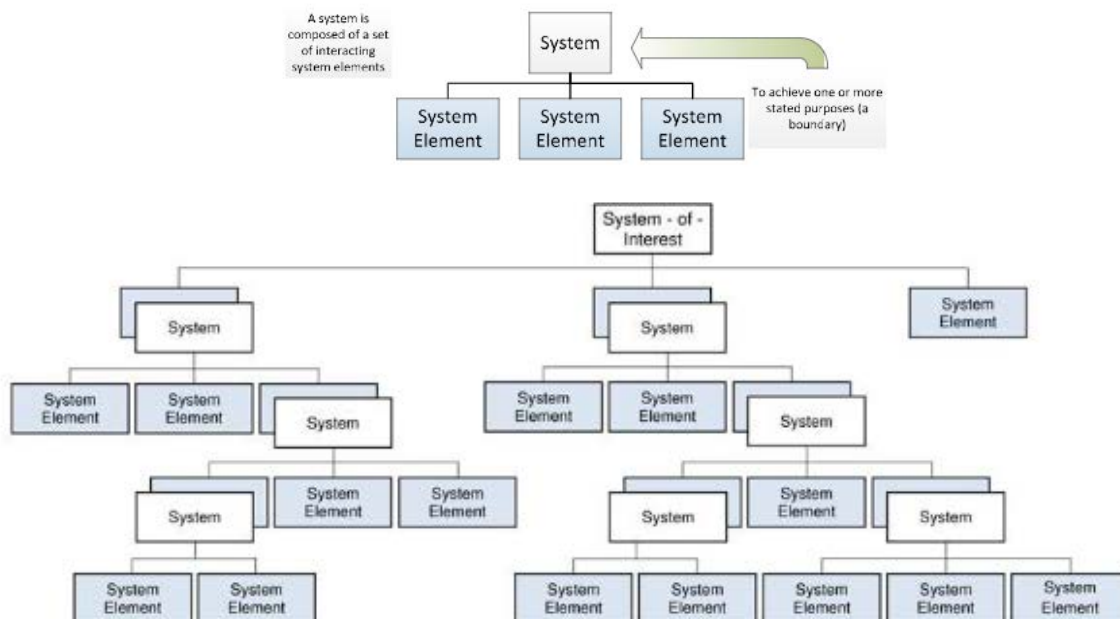 A system is
composed of a set
of interacting
system elements
System
To achieve one or more
stated purposes (a
boundary)
System
Element
System
Element
System
Element
System - of -
Interest
System
System
System
Element
System
Element
System
Element
System
System
Element
System
Element
System
System
System
Element
System
Element
System
System
Element
System
System
Element
System
Element
System
Element
System
Element
System
Element
System
Element
System
Element